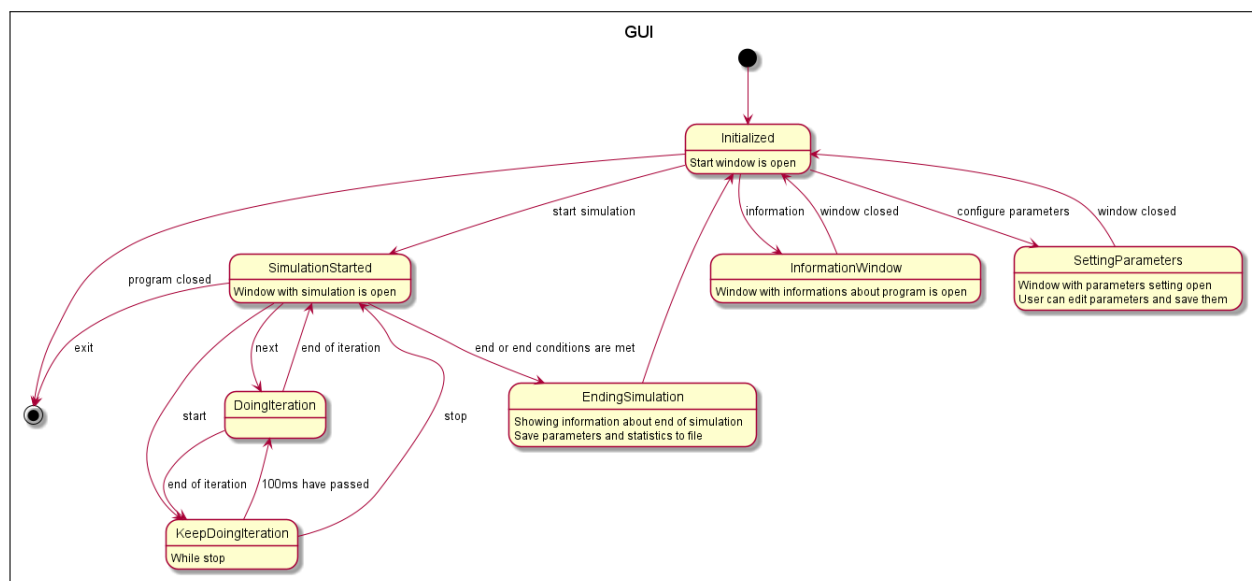 GUI
Initialized
Start window is open
start simulation
information
window closed
configure parameters
window closed
program closed
SimulationStarted
Window with simulation is open
InformationWindow
Window with informations about program is open
SettingParameters
Window with parameters setting open
User can edit parameters and save them
exit
next
end of iteration
end or end conditions are met
start
DoingIteration
stop
EndingSimulation
Showing information about end of simulation
Save parameters and statistics to file
end of iteration
100ms have passed
KeepDoingIteration
While stop